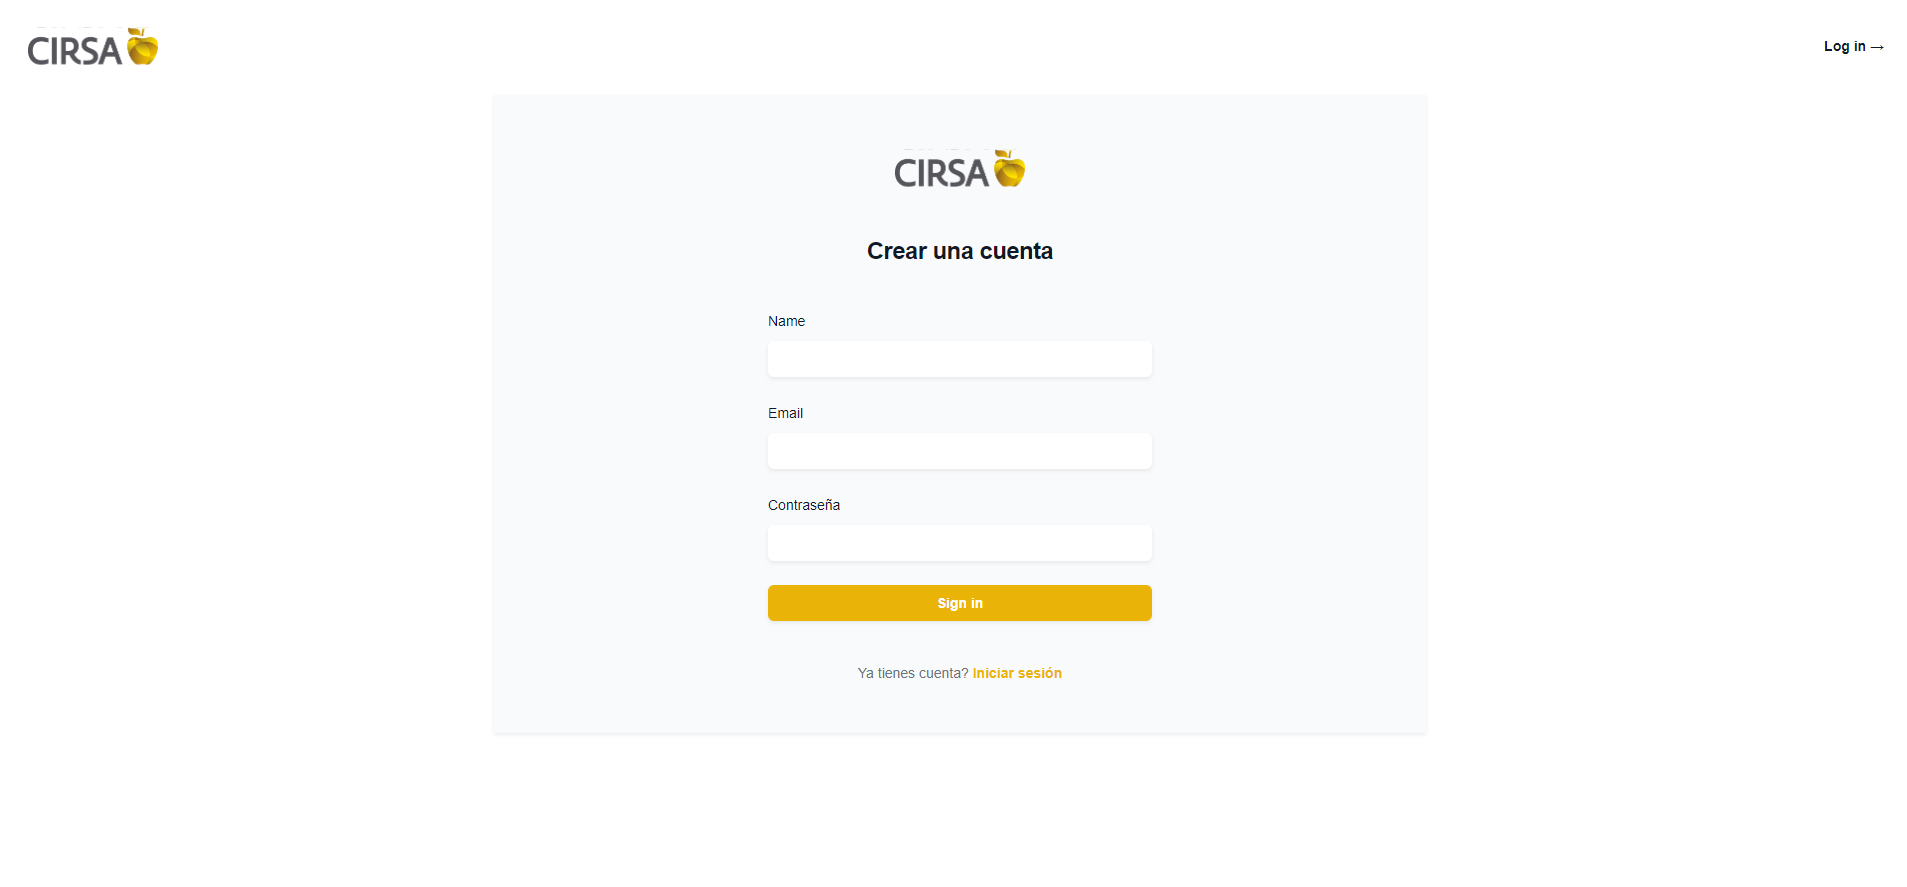 CIRSA
Log in →
CIRSA
Crear una cuenta
Name
Email
Contraseña
Sign in
Ya tienes cuenta? Iniciar sesión